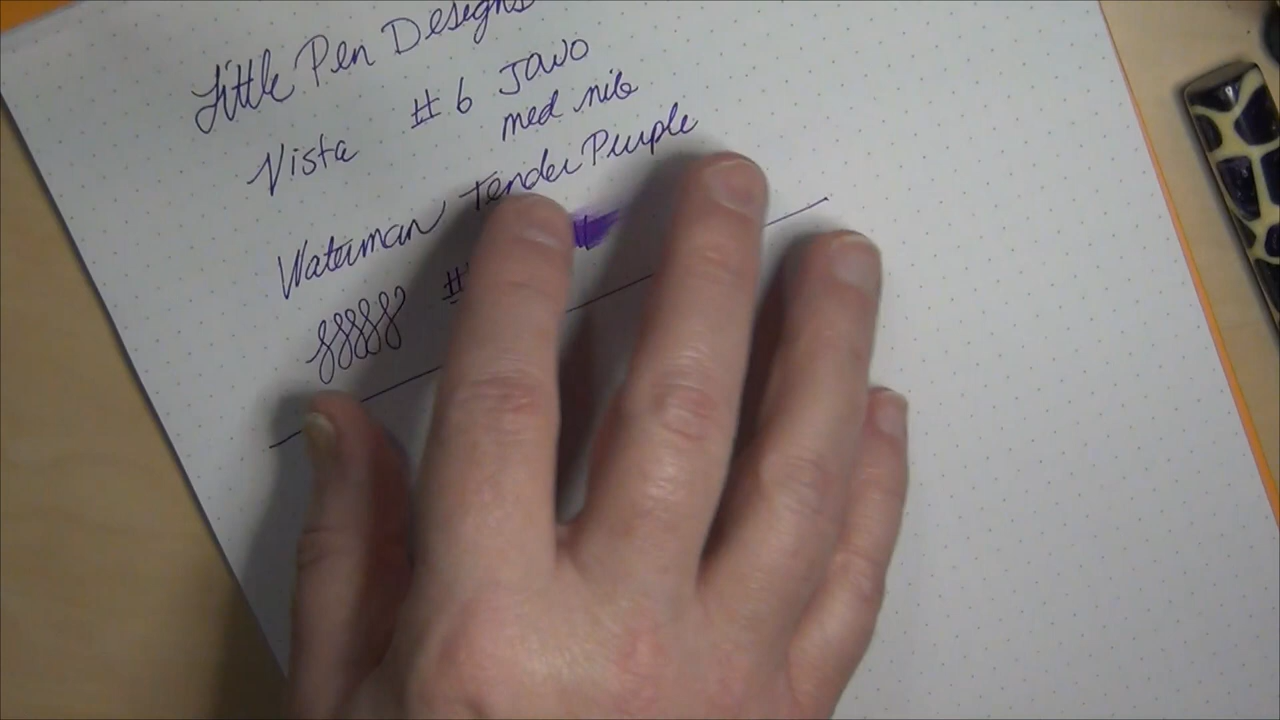 Little Pen Designs
Vista # 6 JOWO
med nib
Waterman Tender Purple
#